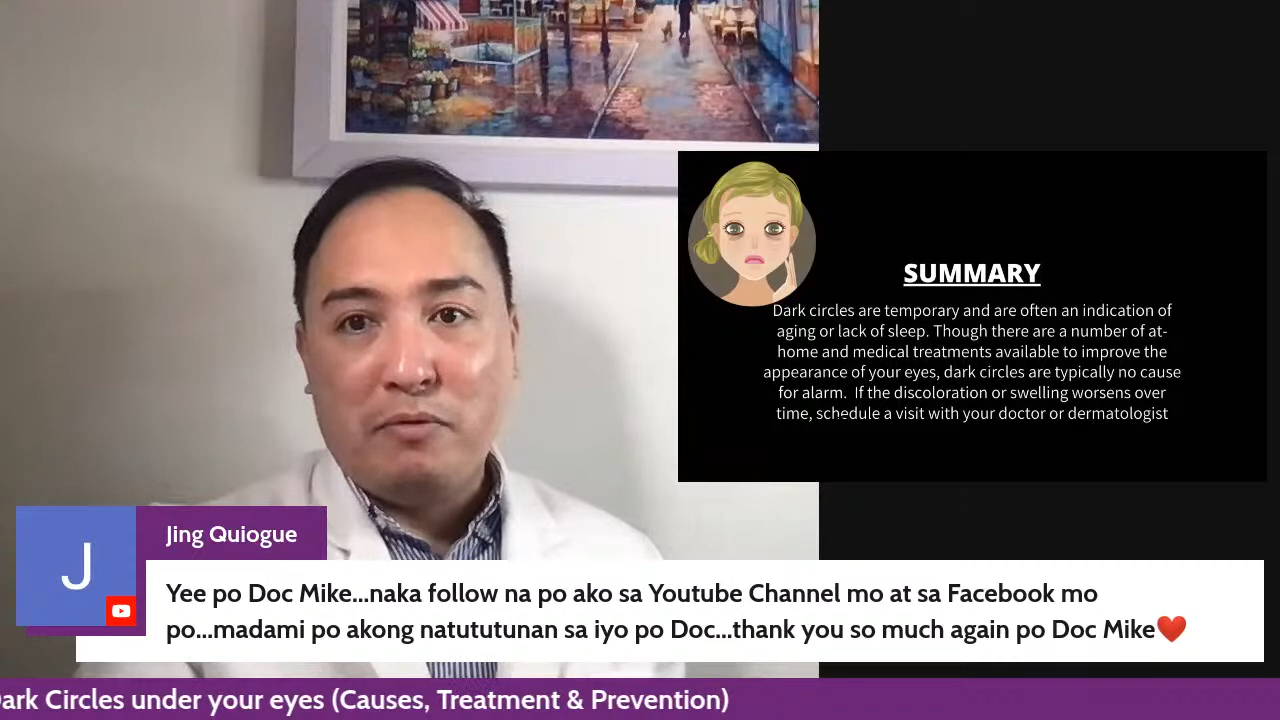 SUMMARY
Dark circles are temporary and are often an indication of
aging or lack of sleep. Though there are a number of at-
home and medical treatments available to improve the
appearance of your eyes, dark circles are typically no cause
for alarm. If the discoloration or swelling worsens over
time, schedule a visit with your doctor or dermatologist
J
Jing Quiogue
Yee po Doc Mike...naka follow na po ako sa Youtube Channel mo at sa Facebook mo
po...madami po akong natututunan sa iyo po Doc...thank you so much again po Doc Mike❤️
Dark Circles under your eyes (Causes, Treatment & Prevention)